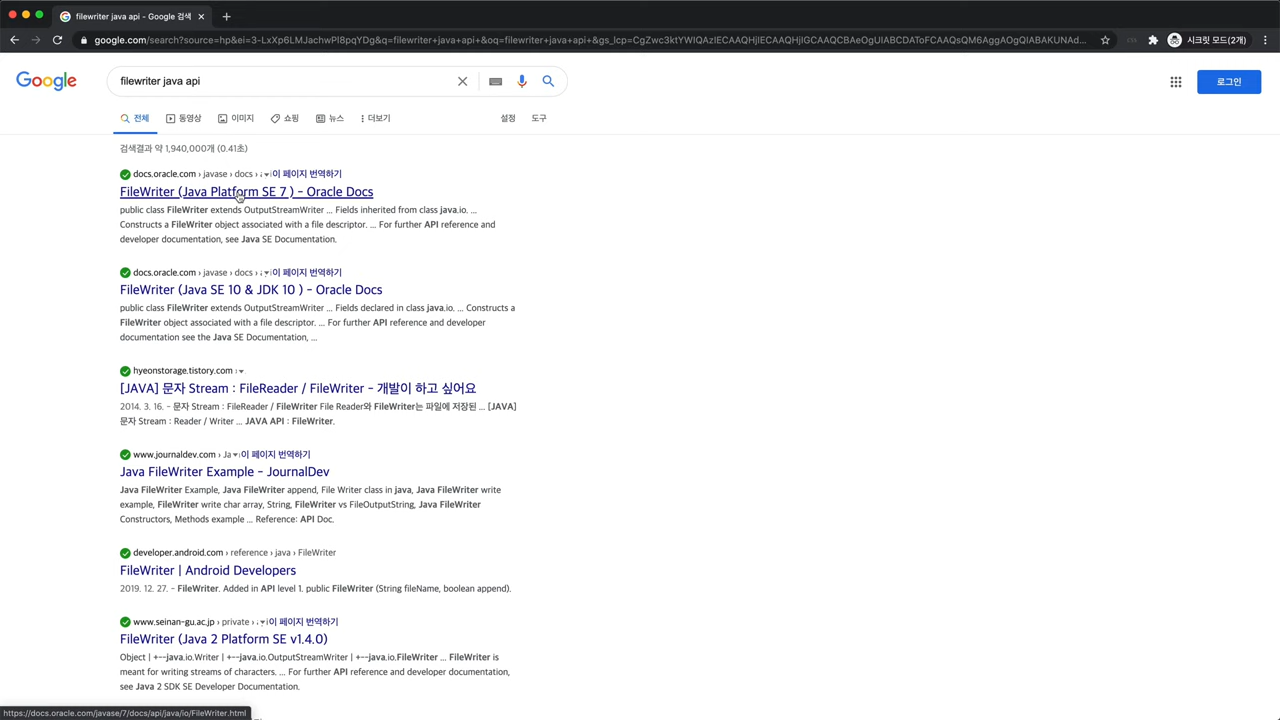 filewriter java api - Google 검색
시크릿 모드(2개)
Google
filewriter java api
로그인
전체 동영상 이미지 쇼핑 뉴스 더보기 설정 도구
검색결과 약 1,940,000개 (0.41초)
docs.oracle.com › javase › docs 이 페이지 번역하기
FileWriter (Java Platform SE 7 ) - Oracle Docs
public class FileWriter extends OutputStreamWriter ... Fields inherited from class java.io. ...
Constructs a FileWriter object associated with a file descriptor. ... For further API reference and
developer documentation, see Java SE Documentation.
docs.oracle.com › javase › docs 이 페이지 번역하기
FileWriter (Java SE 10 & JDK 10 ) - Oracle Docs
public class FileWriter extends OutputStreamWriter ... Fields declared in class java.io. ... Constructs a
FileWriter object associated with a file descriptor. ... For further API reference and developer
documentation see the Java SE Documentation, ...
hyeonstorage.tistory.com ›
[JAVA] 문자 Stream : FileReader / FileWriter - 개발이 하고 싶어요
2014. 3. 16. - 문자 Stream : FileReader / FileWriter File Reader와 FileWriter는 파일에 저장된 ... [JAVA]
문자 Stream : Reader / Writer ... JAVA API : FileWriter.
www.journaldev.com › Ja 이 페이지 번역하기
Java FileWriter Example - JournalDev
Java FileWriter Example, Java FileWriter append, File Writer class in java, Java FileWriter write
example, FileWriter write char array, String, FileWriter vs FileOutputString, Java FileWriter
Constructors, Methods example ... Reference: API Doc.
developer.android.com › reference › java › FileWriter
FileWriter | Android Developers
2019. 12. 27. - FileWriter. Added in API level 1. public FileWriter (String fileName, boolean append).
www.seinan-gu.ac.jp › private › 이 페이지 번역하기
FileWriter (Java 2 Platform SE v1.4.0)
Object | +--java.io.Writer | +--java.io.OutputStreamWriter | +--java.io.FileWriter ... FileWriter is
meant for writing streams of characters. ... For further API reference and developer documentation,
see Java 2 SDK SE Developer Documentation.
https://docs.oracle.com/javase/7/docs/api/java/io/FileWriter.html